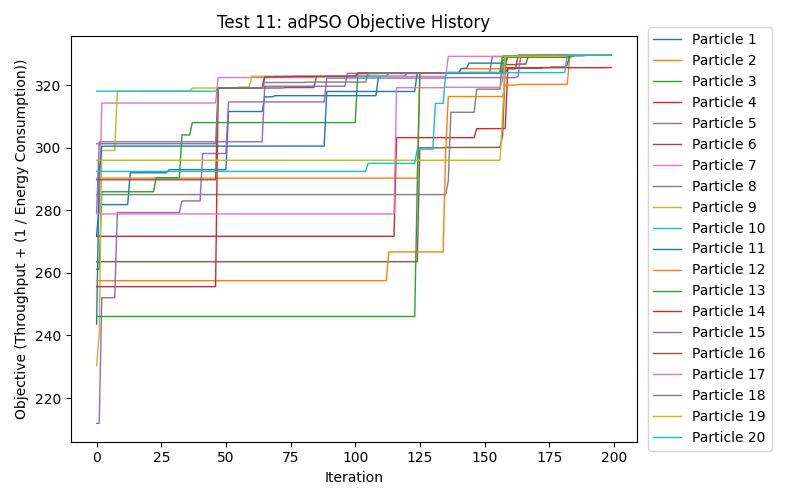 Test 11: adPSO Objective History
Objective (Throughput + (1 / Energy Consumption))
320
300
280
260
240
220
0 25 50 75 100 125 150 175 200
Iteration
Particle 1
Particle 2
Particle 3
Particle 4
Particle 5
Particle 6
Particle 7
Particle 8
Particle 9
Particle 10
Particle 11
Particle 12
Particle 13
Particle 14
Particle 15
Particle 16
Particle 17
Particle 18
Particle 19
Particle 20